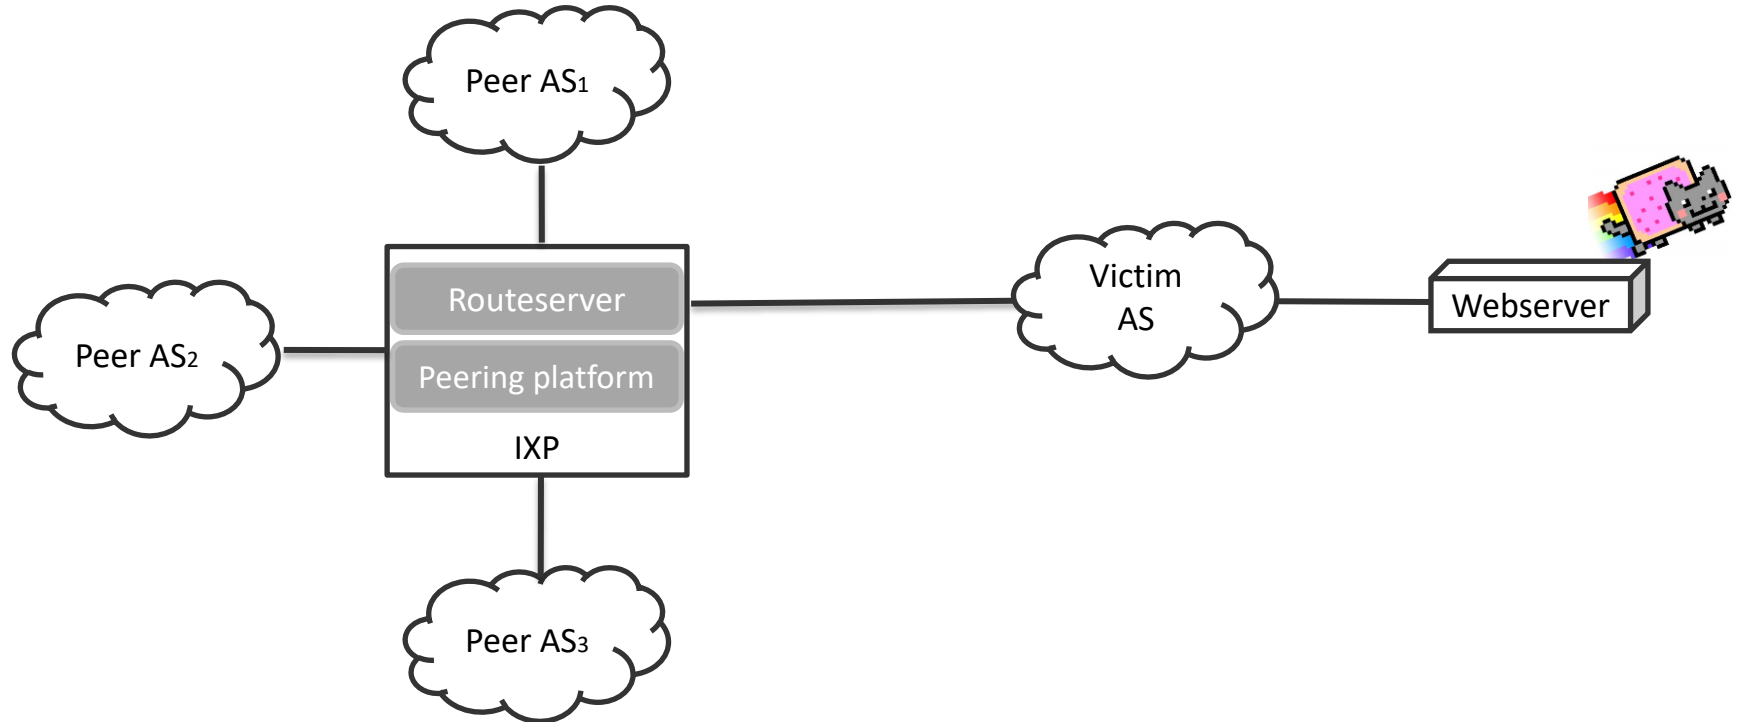 Peer AS1
Routeserver
Peering platform
IXP
Peer AS2
Peer AS3
Victim
AS
Webserver